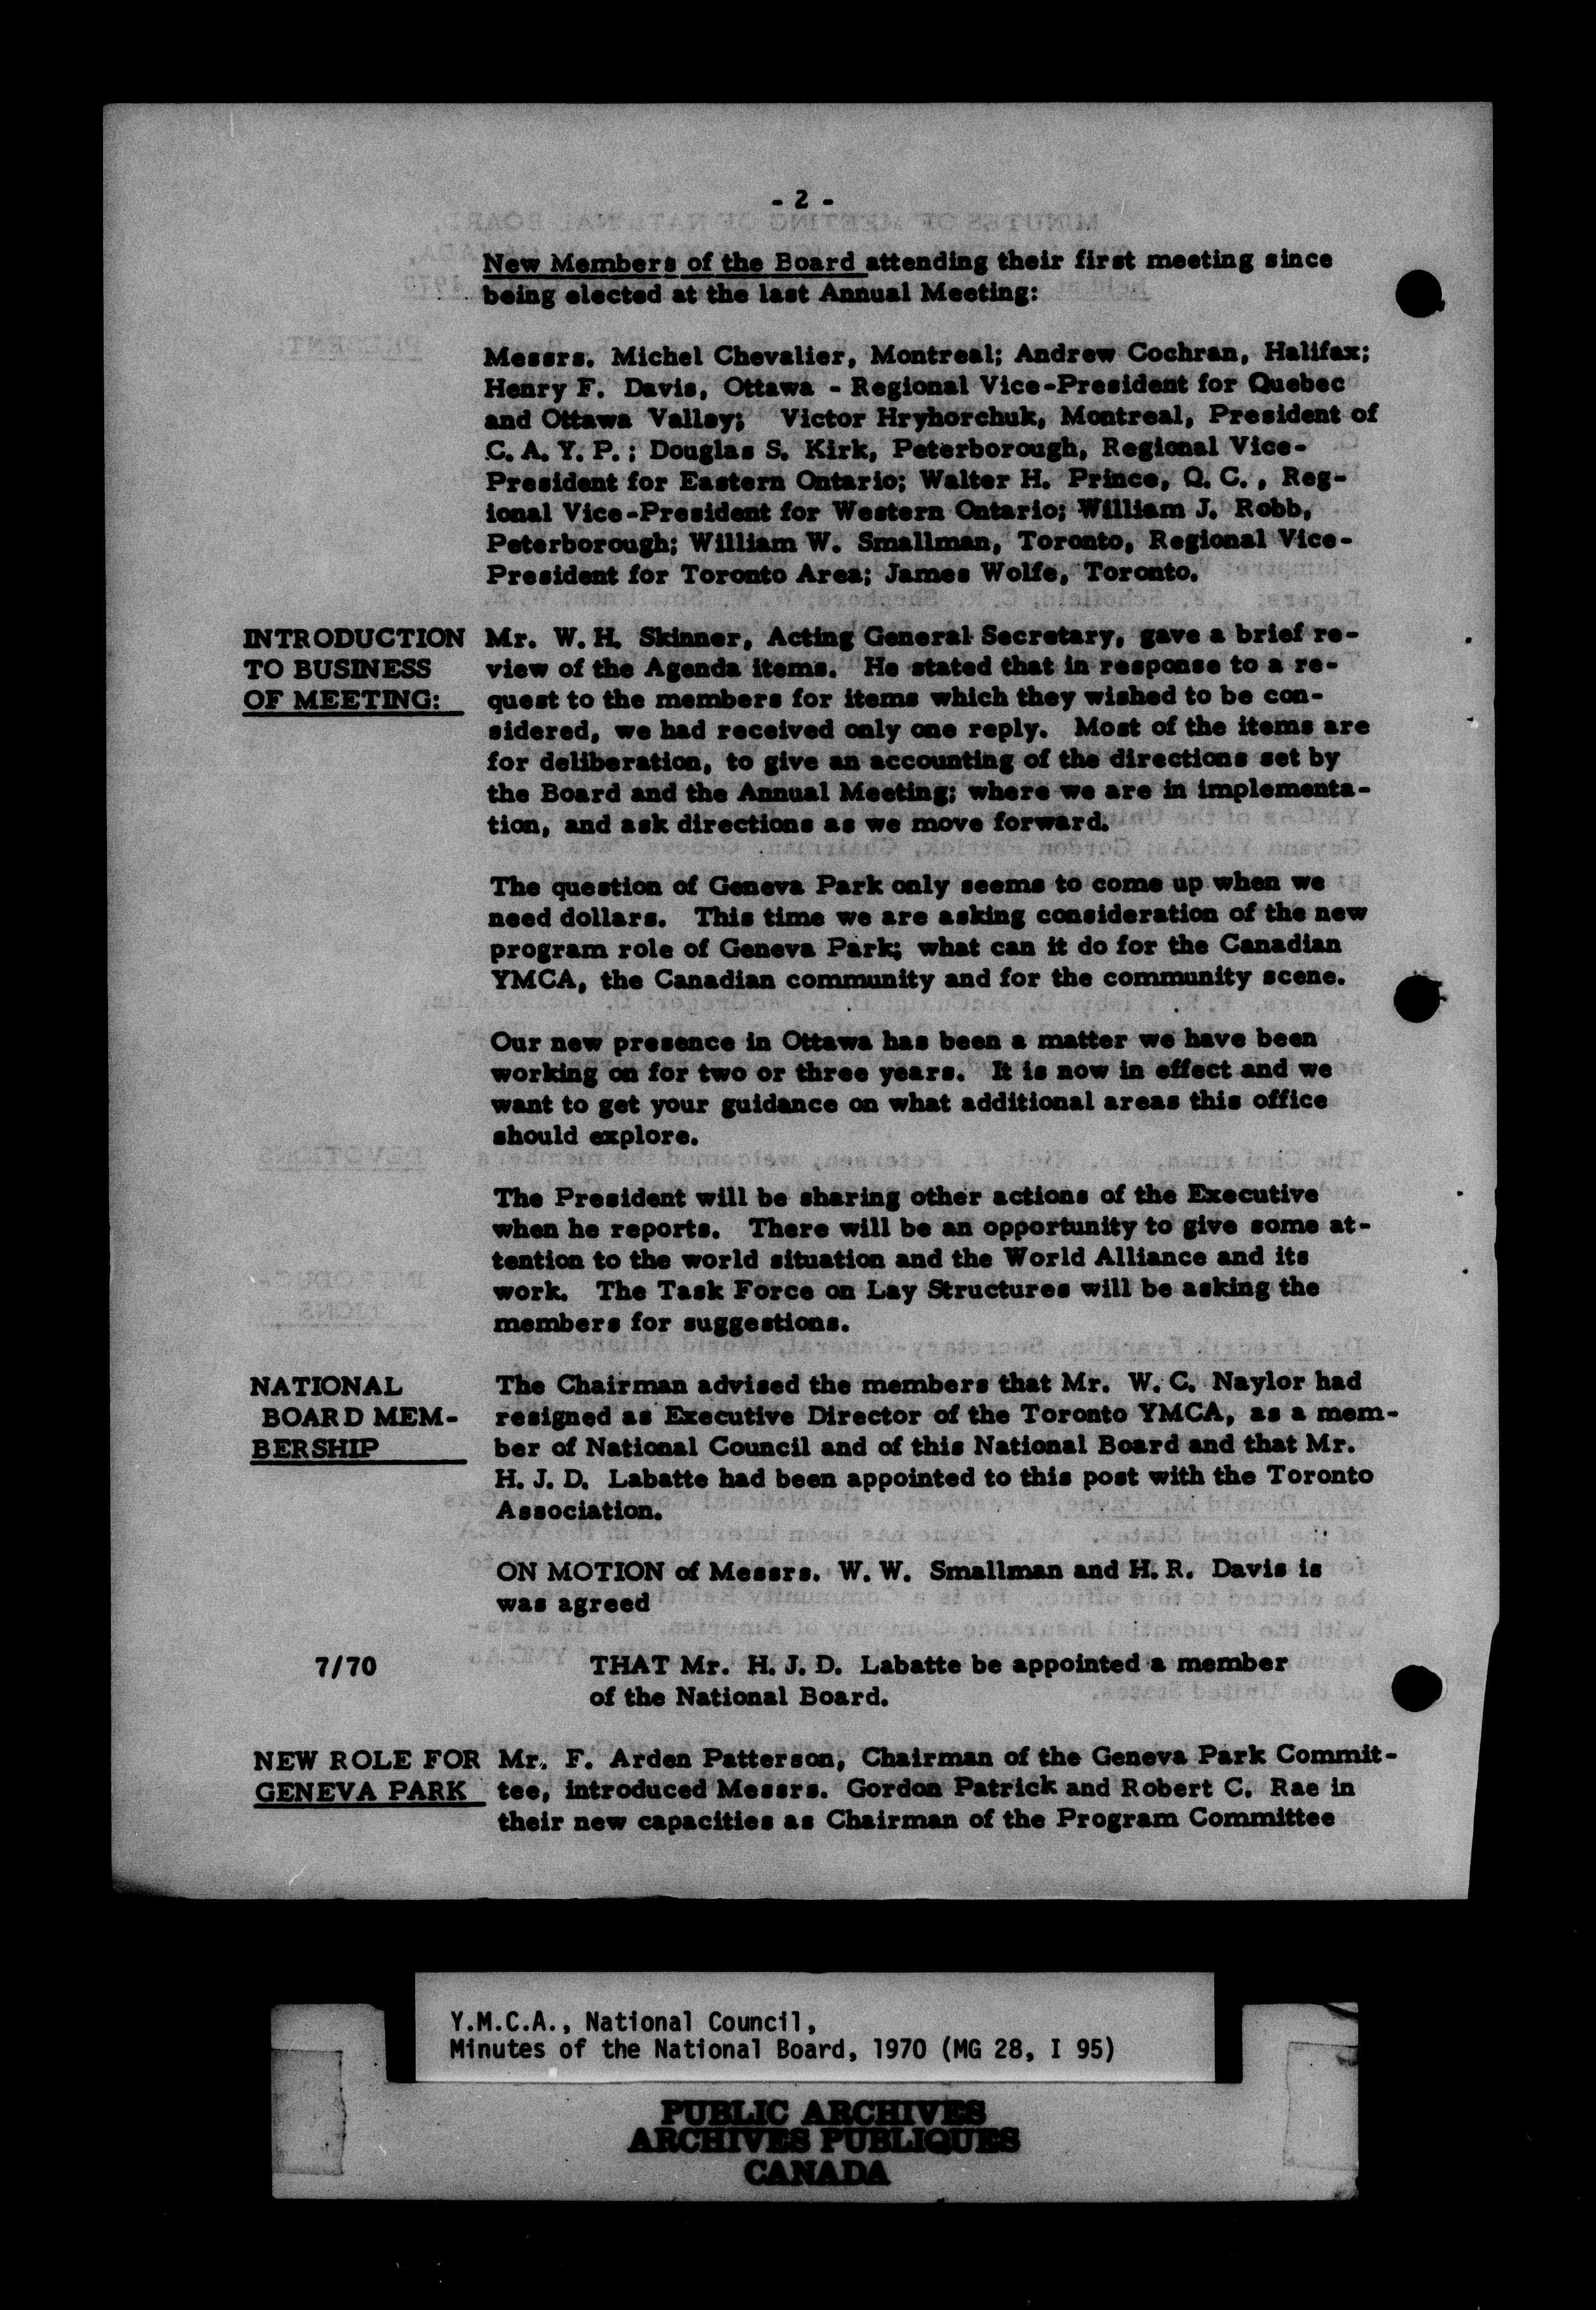 - 2 -
New Members of the Board attending their first meeting since
being elected at the last Annual Meeting:
Messrs. Michel Chevalier, Montreal; Andrew Cochran, Halifax;
Henry F. Davis, Ottawa - Regional Vice-President for Quebec
and Ottawa Valley; Victor Hryhorchuk, Montreal, President of
C. A. Y. P. ; Douglas S. Kirk, Peterborough, Regional Vice-
President for Eastern Ontario; Walter H. Prince, Q. C. , Reg-
ional Vice-President for Western Ontario; William J. Robb,
Peterborough; William W. Smallman, Toronto, Regional Vice-
President for Toronto Area; James Wolfe, Toronto.
INTRODUCTION Mr. W. H. Skinner, Acting General Secretary, gave a brief re-
TO BUSINESS view of the Agenda items. He stated that in response to a re-
OF MEETING: quest to the members for items which they wished to be con-
sidered, we had received only one reply. Most of the items are
for deliberation, to give an accounting of the directions set by
the Board and the Annual Meeting; where we are in implementa-
tion, and ask directions as we move forward.
The question of Geneva Park only seems to come up when we
need dollars. This time we are asking consideration of the new
program role of Geneva Park; what can it do for the Canadian
YMCA, the Canadian community and for the community scene.
Our new presence in Ottawa has been a matter we have been
working on for two or three years. It is now in effect and we
want to get your guidance on what additional areas this office
should explore.
The President will be sharing other actions of the Executive
when he reports. There will be an opportunity to give some at-
tention to the world situation and the World Alliance and its
work. The Task Force on Lay Structures will be asking the
members for suggestions.
NATIONAL The Chairman advised the members that Mr. W. C. Naylor had
BOARD MEM- resigned as Executive Director of the Toronto YMCA, as a mem-
BERSHIP ber of National Council and of this National Board and that Mr.
H. J. D. Labatte had been appointed to this post with the Toronto
Association.
ON MOTION of Messrs. W. W. Smallman and H. R. Davis is
was agreed
7/70 THAT Mr. H. J. D. Labatte be appointed a member
of the National Board.
NEW ROLE FOR Mr. F. Arden Patterson, Chairman of the Geneva Park Commit-
GENEVA PARK tee, introduced Messrs. Gordon Patrick and Robert C. Rae in
their new capacities as Chairman of the Program Committee
Y.M.C.A., National Council,
Minutes of the National Board, 1970 (MG 28, I 95)
PUBLIC ARCHIVES
ARCHIVES PUBLIQUES
CANADA